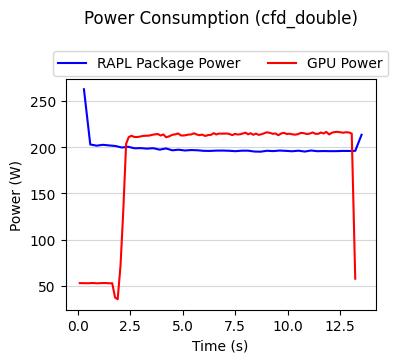 Power Consumption (cfd_double)
RAPL Package Power GPU Power
Power (W)
250
200
150
100
50
0.0 2.5 5.0 7.5 10.0 12.5
Time (s)